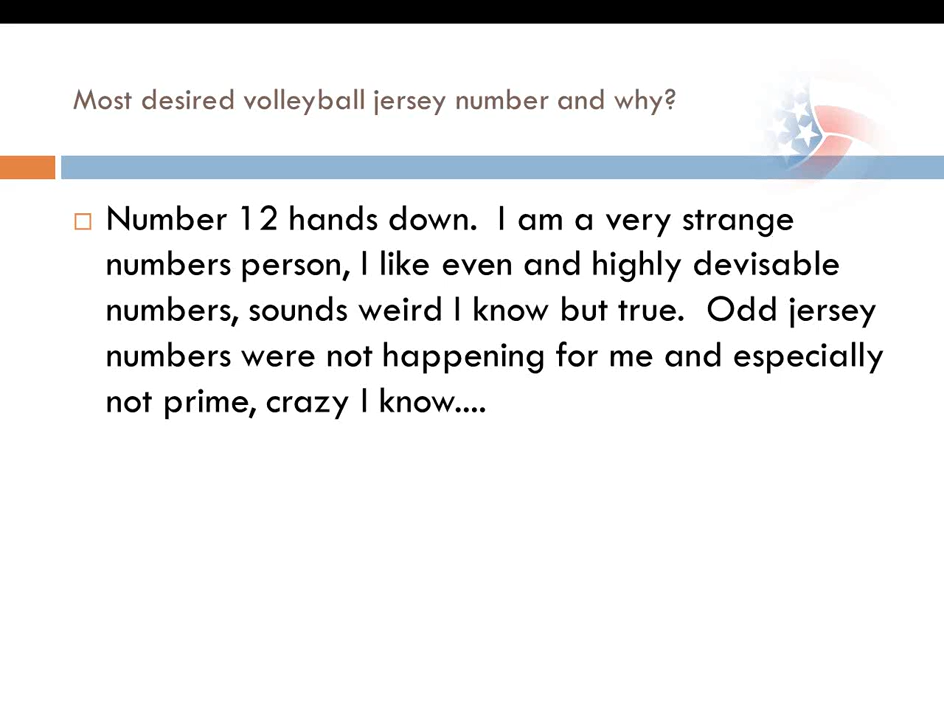 Most desired volleyball jersey number and why?
Number 12 hands down.  I am a very strange
numbers person, I like even and highly devisable
numbers, sounds weird I know but true.  Odd jersey
numbers were not happening for me and especially
not prime, crazy I know....